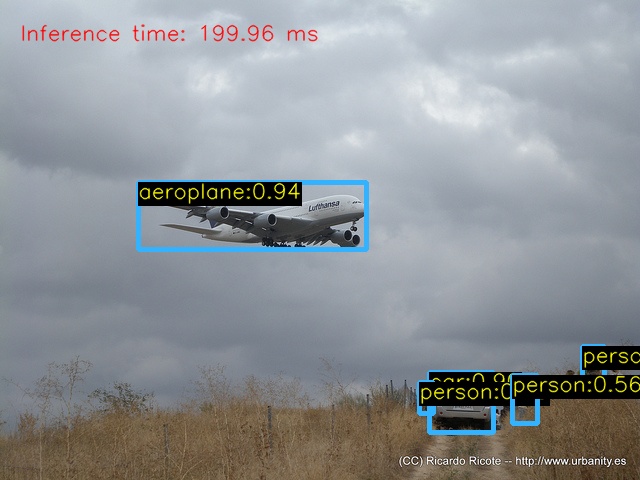 Inference time: 199.96 ms
aeroplane:0.94
Lufthansa
person:0.56
(CC) Ricardo Ricote -- http://www.urbanity.es